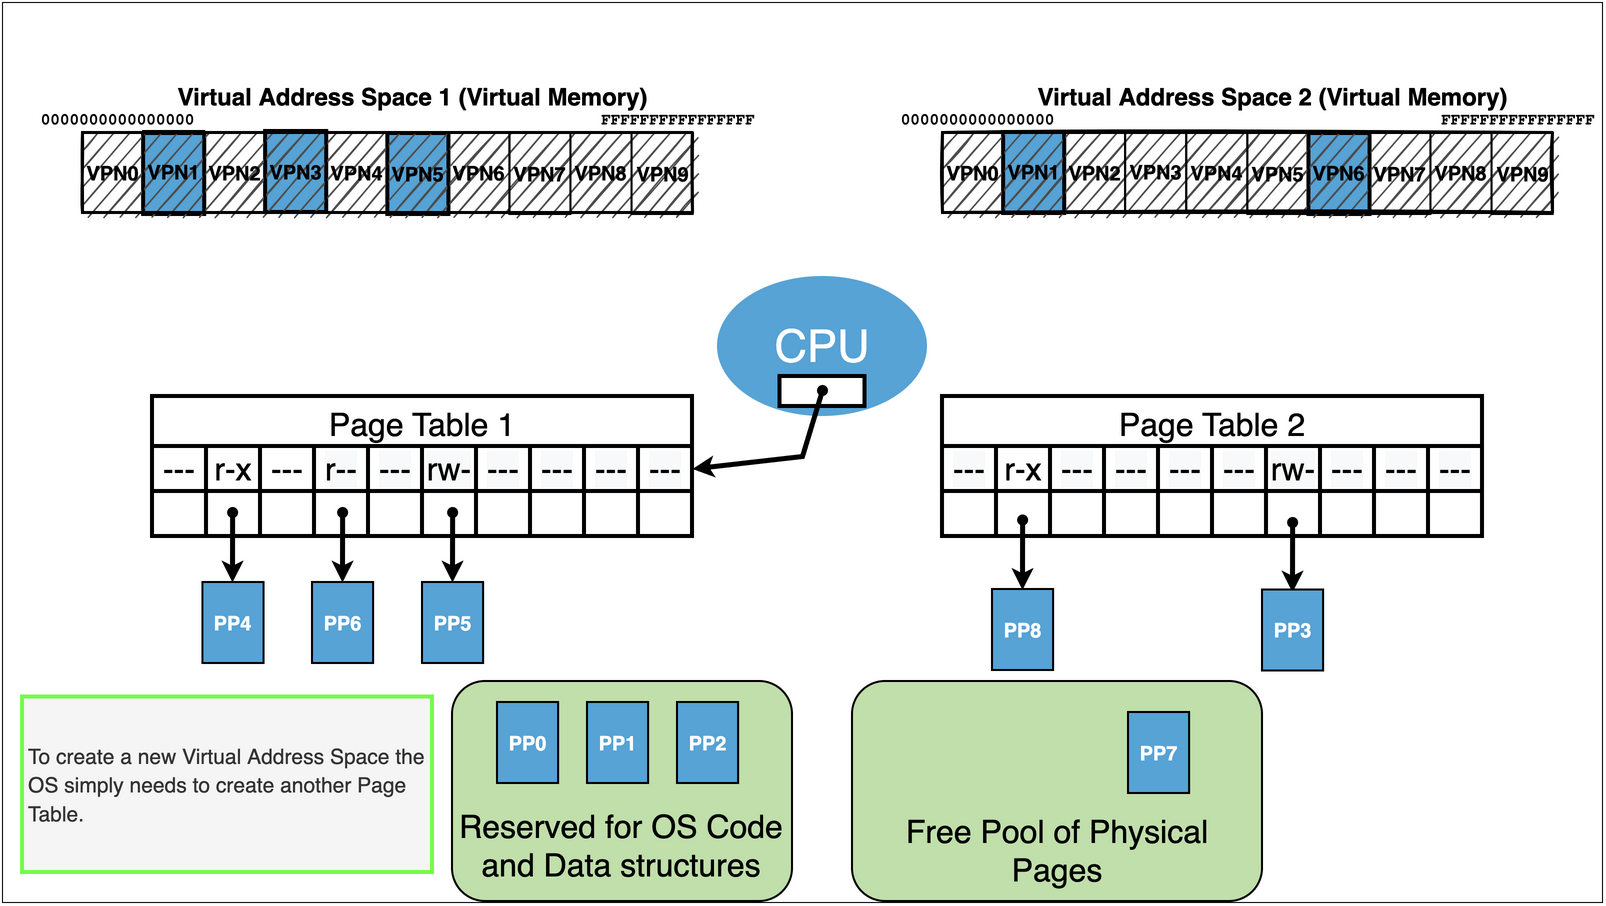 Virtual Address Space 1 (Virtual Memory)
0000000000000000 FFFFFFFFFFFFFFFF
VPN0 VPN1 VPN2 VPN3 VPN4 VPN5 VPN6 VPN7 VPN8 VPN9
Virtual Address Space 2 (Virtual Memory)
0000000000000000 FFFFFFFFFFFFFFFF
VPN0 VPN1 VPN2 VPN3 VPN4 VPN5 VPN6 VPN7 VPN8 VPN9
CPU
Page Table 1
--- r-x --- r-- --- rw- --- --- --- ---
PP4 PP6 PP5
Page Table 2
--- r-x --- --- --- --- rw- --- --- ---
PP8 PP3
To create a new Virtual Address Space the
OS simply needs to create another Page
Table.
PP0 PP1 PP2
Reserved for OS Code
and Data structures
PP7
Free Pool of Physical
Pages